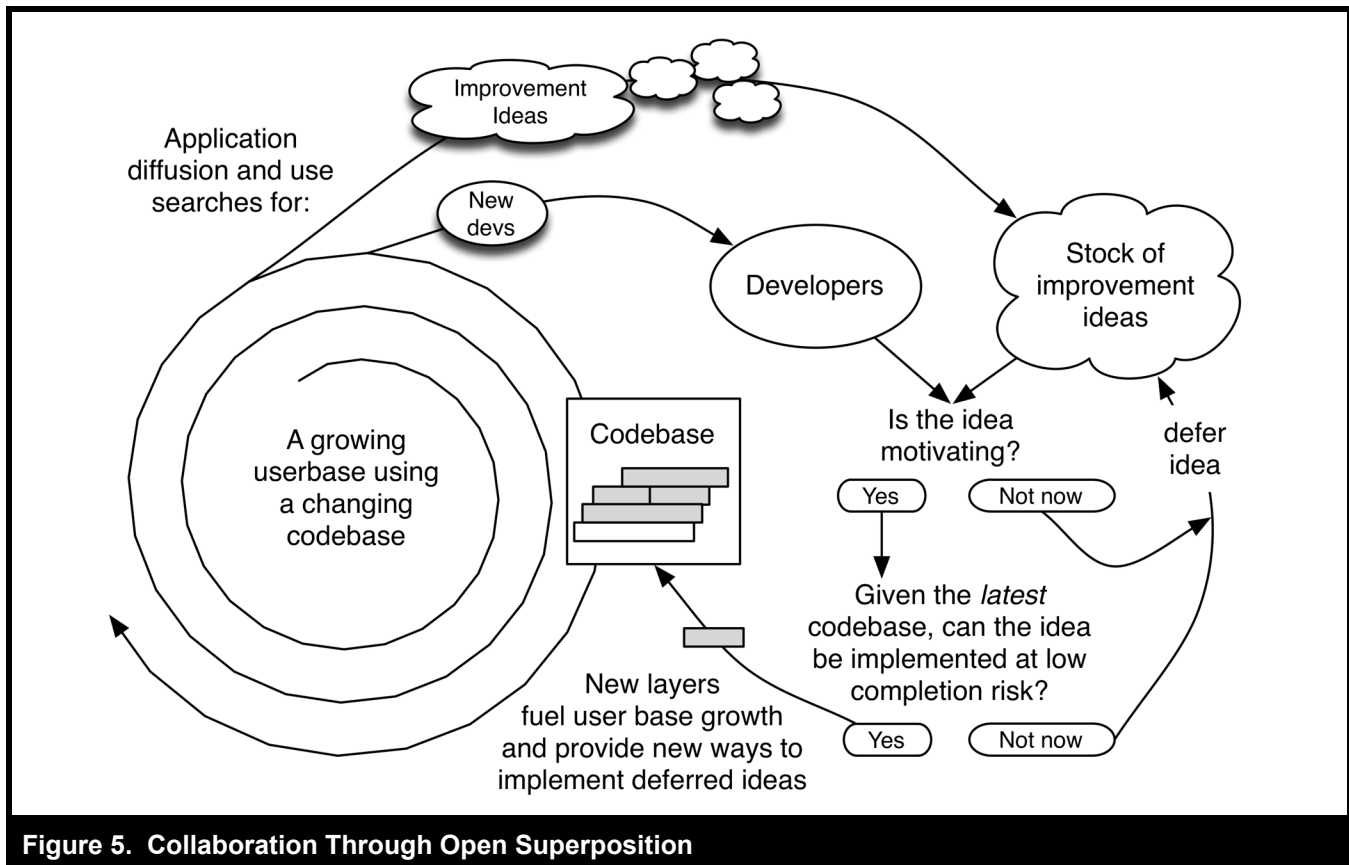 Improvement
Ideas
Application
diffusion and use
searches for:
New
devs
Developers
Stock of
improvement
ideas
A growing
userbase using
a changing
codebase
Codebase
Is the idea
motivating?
Yes
Not now
defer
idea
Given the latest
codebase, can the idea
be implemented at low
completion risk?
Yes
Not now
New layers
fuel user base growth
and provide new ways to
implement deferred ideas
Figure 5. Collaboration Through Open Superposition